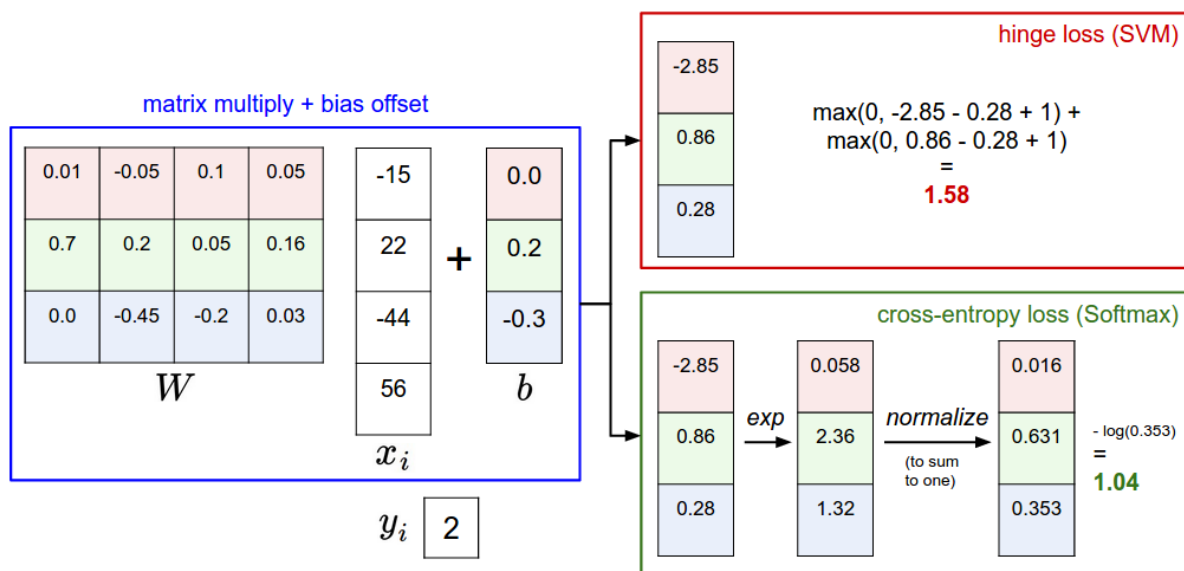 matrix multiply + bias offset
0.01 -0.05 0.1 0.05
0.7 0.2 0.05 0.16
0.0 -0.45 -0.2 0.03
W
-15
22
-44
56
x_i
+
0.0
0.2
-0.3
b
y_i 2
hinge loss (SVM)
-2.85
0.86
0.28
max(0, -2.85 - 0.28 + 1) +
max(0, 0.86 - 0.28 + 1)
=
1.58
cross-entropy loss (Softmax)
-2.85
0.86
0.28
exp
0.058
2.36
1.32
normalize
(to sum
to one)
0.016
0.631
0.353
- log(0.353)
=
1.04